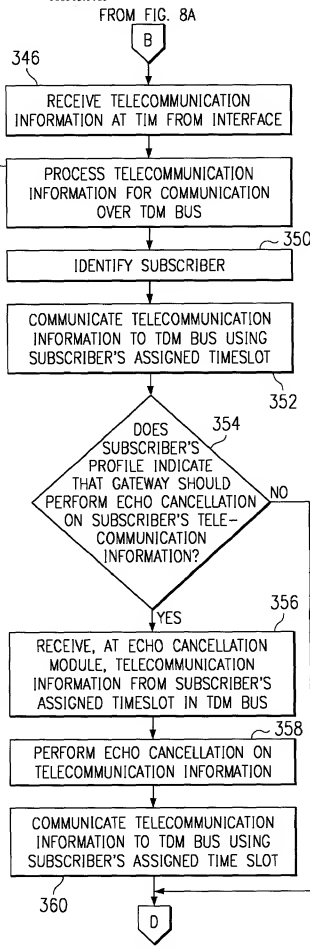 FROM FIG. 8A
B
346
RECEIVE TELECOMMUNICATION
INFORMATION AT TIM FROM INTERFACE
PROCESS TELECOMMUNICATION
INFORMATION FOR COMMUNICATION
OVER TDM BUS
350
IDENTIFY SUBSCRIBER
COMMUNICATE TELECOMMUNICATION
INFORMATION TO TDM BUS USING
SUBSCRIBER'S ASSIGNED TIMESLOT
352
354
DOES
SUBSCRIBER'S
PROFILE INDICATE
THAT GATEWAY SHOULD
PERFORM ECHO CANCELLATION
ON SUBSCRIBER'S TELE-
COMMUNICATION
INFORMATION?
NO
YES
356
RECEIVE, AT ECHO CANCELLATION
MODULE, TELECOMMUNICATION
INFORMATION FROM SUBSCRIBER'S
ASSIGNED TIMESLOT IN TDM BUS
358
PERFORM ECHO CANCELLATION ON
TELECOMMUNICATION INFORMATION
COMMUNICATE TELECOMMUNICATION
INFORMATION TO TDM BUS USING
SUBSCRIBER'S ASSIGNED TIME SLOT
360
D